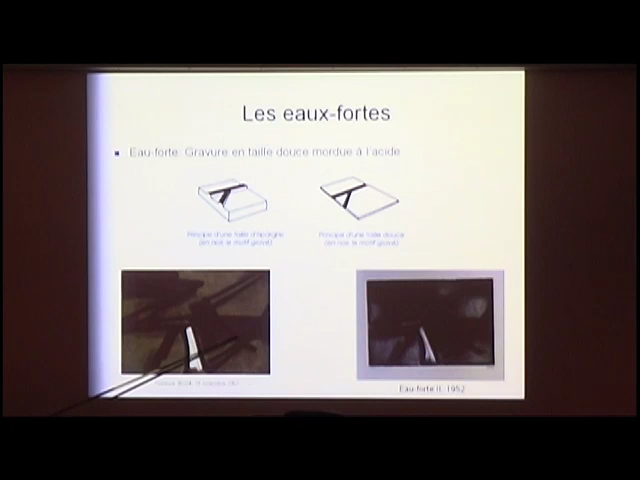 Les eaux-fortes
Eau-forte: Gravure en taille douce mordue à l'acide
Principe d'une taille d'épargne
(en noir, le motif gravé)
Principe d'une taille douce
(en noir, le motif gravé)
Eau-forte II, 1952